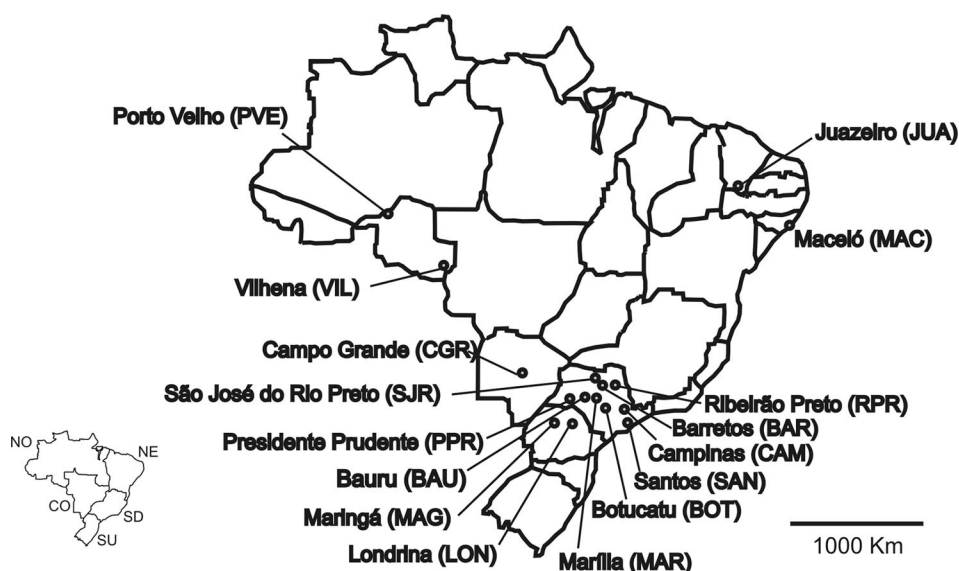 Porto Velho (PVE)
Juazeiro (JUA)
Maceló (MAC)
Vilhena (VIL)
Campo Grande (CGR)
São José do Rio Preto (SJR)
Ribeirão Preto (RPR)
Barretos (BAR)
Presidente Prudente (PPR)
Campinas (CAM)
Bauru (BAU)
Santos (SAN)
Botucatu (BOT)
Maringá (MAG)
Londrina (LON)
Marília (MAR)
NO
NE
CO
SD
SU
1000 Km